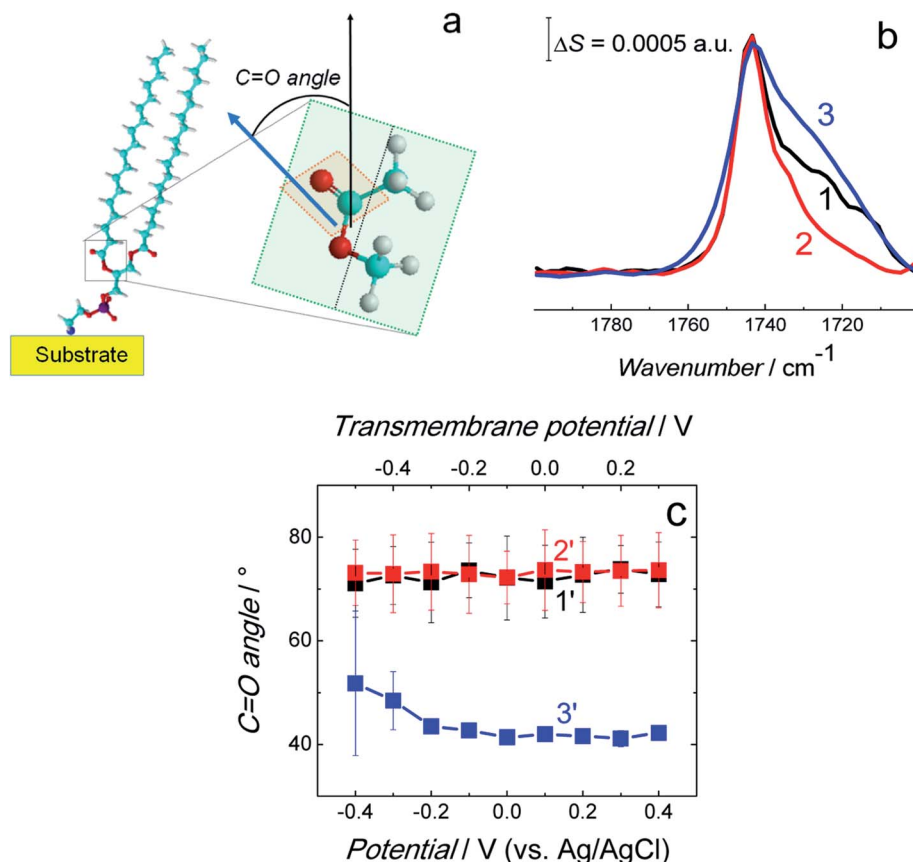 a
C=O angle
Substrate
ΔS = 0.0005 a.u.
b
3
1
2
1780 1760 1740 1720
Wavenumber / cm-1
Transmembrane potential / V
-0.4 -0.2 0.0 0.2
c
80
60
40
C=O angle / °
2'
1'
3'
-0.4 -0.2 0.0 0.2 0.4
Potential / V (vs. Ag/AgCl)